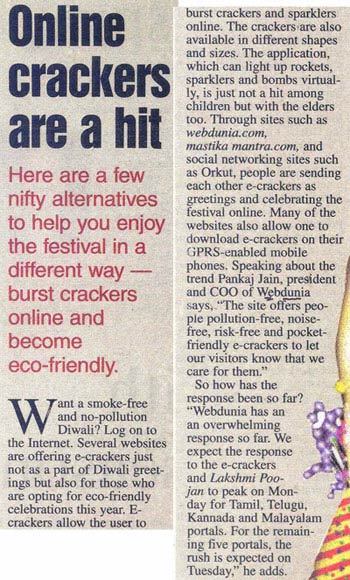 Online
crackers
are a hit
Here are a few
nifty alternatives
to help you enjoy
the festival in a
different way —
burst crackers
online and
become
eco-friendly.
Want a smoke-free
and no-pollution
Diwali? Log on to
the Internet. Several websites
are offering e-crackers just
not as a part of Diwali greet-
ings but also for those who
are opting for eco-friendly
celebrations this year. E-
crackers allow the user to
burst crackers and sparklers
online. The crackers are also
available in different shapes
and sizes. The application,
which can light up rockets,
sparklers and bombs virtual-
ly, is just not a hit among
children but with the elders
too. Through sites such as
webdunia.com,
mastika mantra.com, and
social networking sites such
as Orkut, people are sending
each other e-crackers as
greetings and celebrating the
festival online. Many of the
websites also allow one to
download e-crackers on their
GPRS-enabled mobile
phones. Speaking about the
trend Pankaj Jain, president
and COO of Webdunia
says, “The site offers peo-
ple pollution-free, noise-
free, risk-free and pocket-
friendly e-crackers to let
our visitors know that we
care for them.”
So how has the
response been so far?
“Webdunia has an
an overwhelming
response so far. We
expect the response
to the e-crackers
and Lakshmi Poo-
jan to peak on Mon-
day for Tamil, Telugu,
Kannada and Malayalam
portals. For the remain-
ing five portals, the
rush is expected on
Tuesday,” he adds.